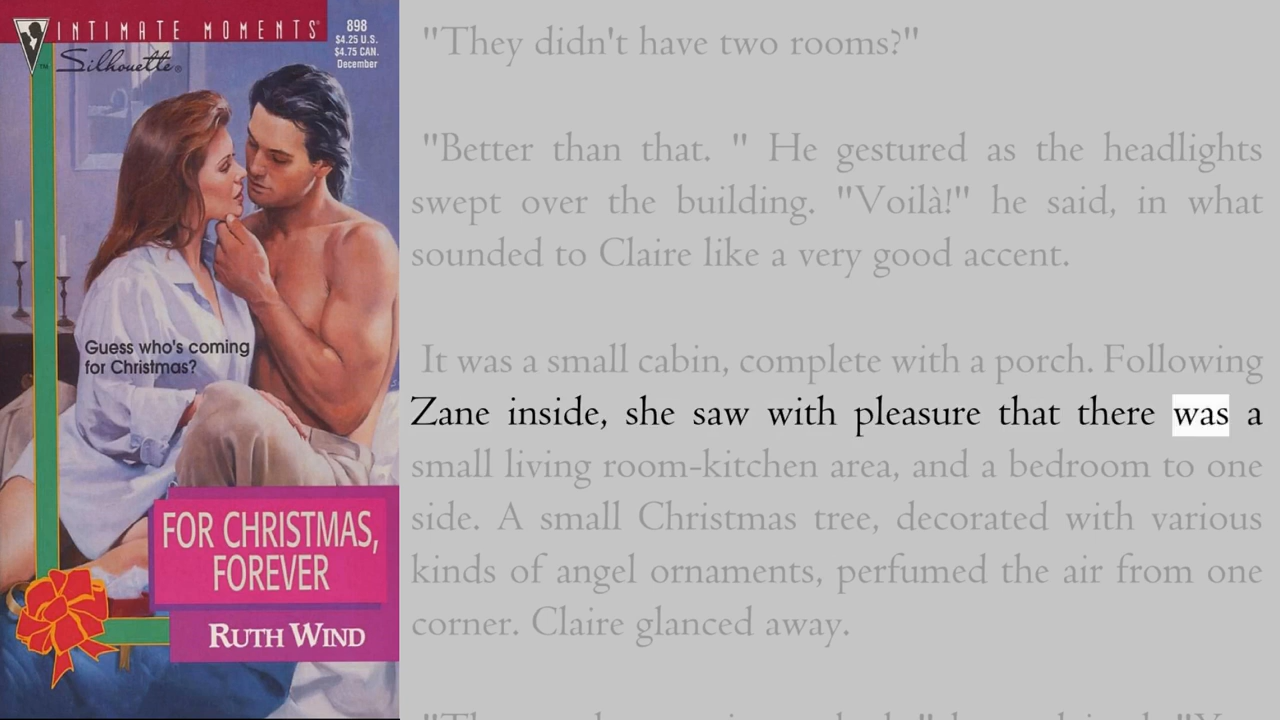 INTIMATE MOMENTS®
898
$4.25 U.S.
$4.75 CAN.
December
TM
Silhouette®
Guess who's coming
for Christmas?
FOR CHRISTMAS,
FOREVER
RUTH WIND
"They didn't have two rooms?"
"Better than that. " He gestured as the headlights
swept over the building. "Voilà!" he said, in what
sounded to Claire like a very good accent.
It was a small cabin, complete with a porch. Following
Zane inside, she saw with pleasure that there was a
small living room-kitchen area, and a bedroom to one
side. A small Christmas tree, decorated with various
kinds of angel ornaments, perfumed the air from one
corner. Claire glanced away.